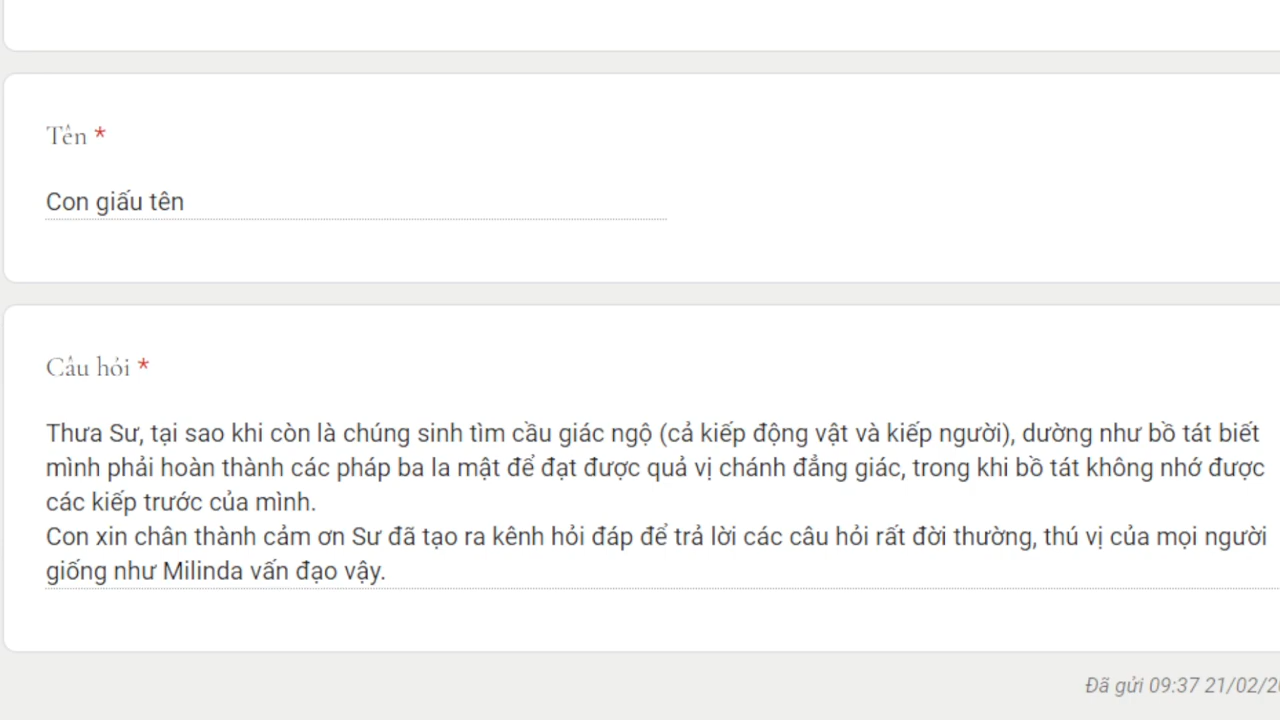 Tên *
Con giấu tên
Câu hỏi *
Thưa Sư, tại sao khi còn là chúng sinh tìm cầu giác ngộ (cả kiếp động vật và kiếp người), dường như bồ tát biết
mình phải hoàn thành các pháp ba la mật để đạt được quả vị chánh đẳng giác, trong khi bồ tát không nhớ được
các kiếp trước của mình.
Con xin chân thành cảm ơn Sư đã tạo ra kênh hỏi đáp để trả lời các câu hỏi rất đời thường, thú vị của mọi người
giống như Milinda vấn đạo vậy.
Đã gửi 09:37 21/02/